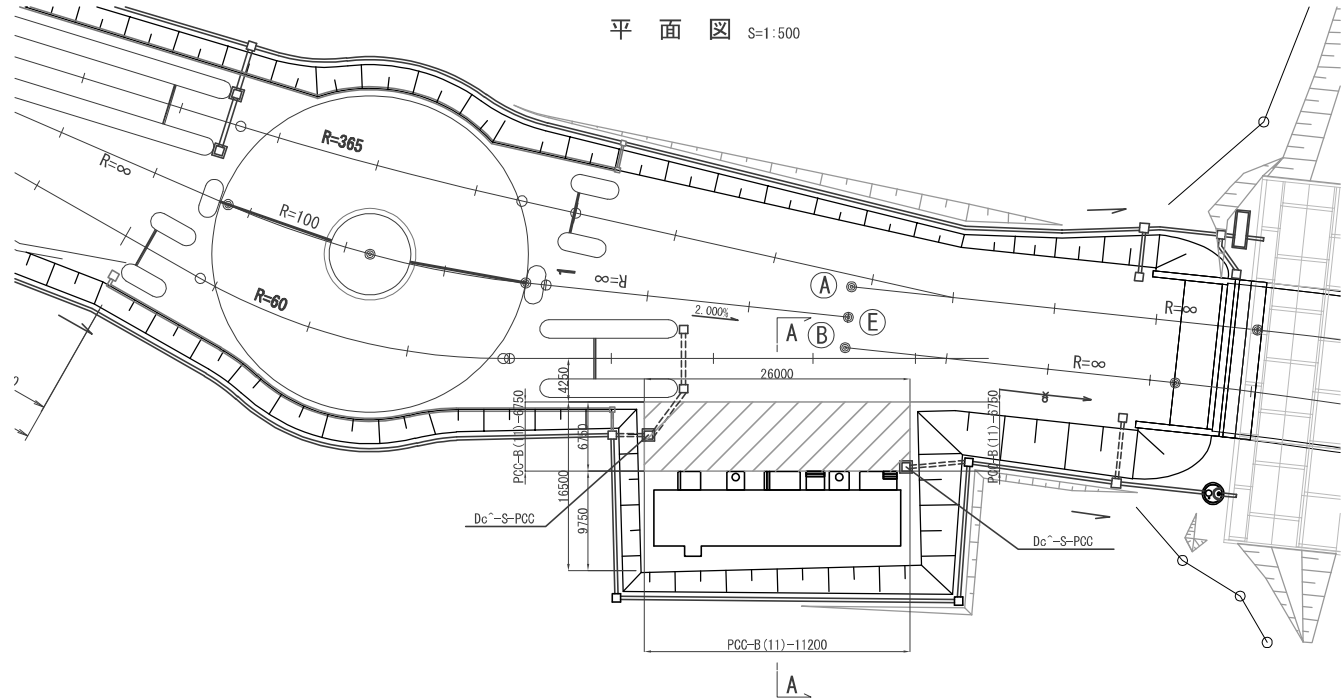 平面図 S=1:500
R=365
R=∞
R=100
R=60
R=∞
1
2.000%
A
A
E
B
R=∞
R=∞
26000
4250
PCC-B(11)-6750
6750
16500
9750
PCC-B(11)-6750
Dc^-S-PCC
Dc^-S-PCC
PCC-B(11)-11200
A